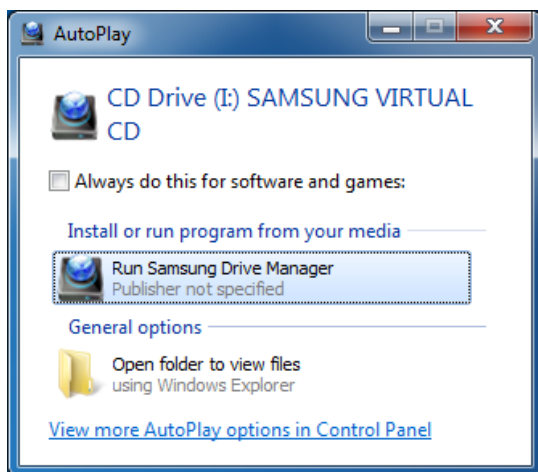 AutoPlay
CD Drive (I:) SAMSUNG VIRTUAL
CD
Always do this for software and games:
Install or run program from your media
Run Samsung Drive Manager
Publisher not specified
General options
Open folder to view files
using Windows Explorer
View more AutoPlay options in Control Panel